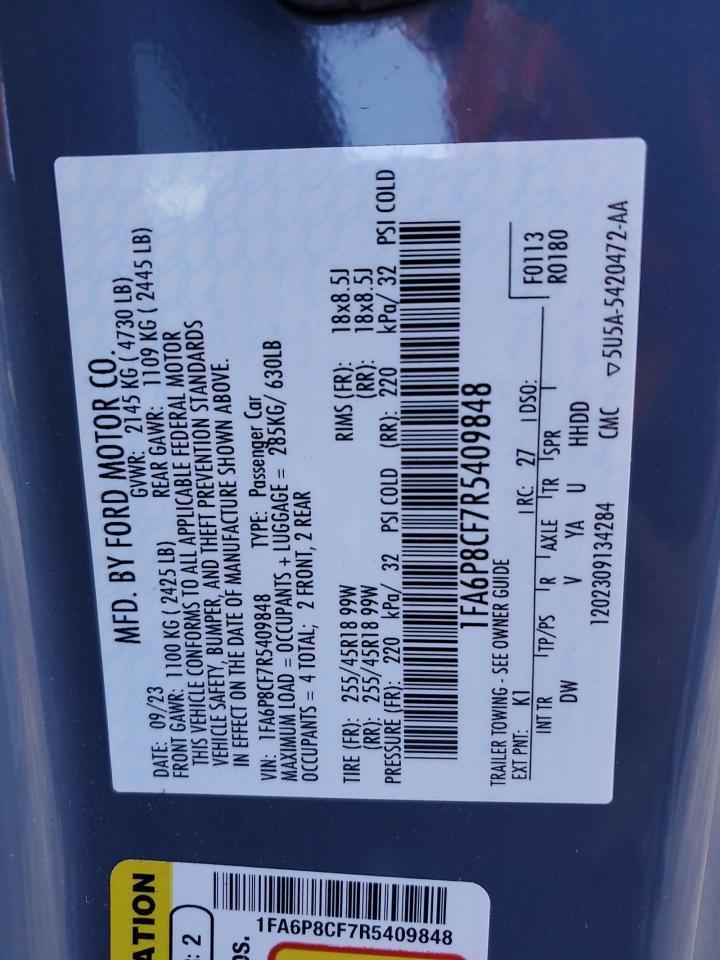 MFD. BY FORD MOTOR CO.
DATE: 09/23 GVWR: 2145 KG ( 4730 LB)
FRONT GAWR: 1100 KG ( 2425 LB) REAR GAWR: 1109 KG ( 2445 LB)
THIS VEHICLE CONFORMS TO ALL APPLICABLE FEDERAL MOTOR
VEHICLE SAFETY, BUMPER, AND THEFT PREVENTION STANDARDS
IN EFFECT ON THE DATE OF MANUFACTURE SHOWN ABOVE.
VIN: 1FA6P8CF7R5409848 TYPE: Passenger Car
MAXIMUM LOAD = OCCUPANTS + LUGGAGE = 285KG/ 630LB
OCCUPANTS = 4 TOTAL; 2 FRONT, 2 REAR
TIRE (FR): 255/45R18 99W RIMS (FR): 18x8.5J
(RR): 255/45R18 99W (RR): 18x8.5J
PRESSURE (FR): 220 kPa/ 32 PSI COLD (RR): 220 kPa/ 32 PSI COLD
1FA6P8CF7R5409848
TRAILER TOWING - SEE OWNER GUIDE F0113
EXT PNT: K1 RC: 27 DSO: R0180
INT TR TP/PS R AXLE TR SPR
DW V YA U HHDD
1202309134284 CMC ▽5U5A-5420472-AA
ATION
: 2
os.
1FA6P8CF7R5409848